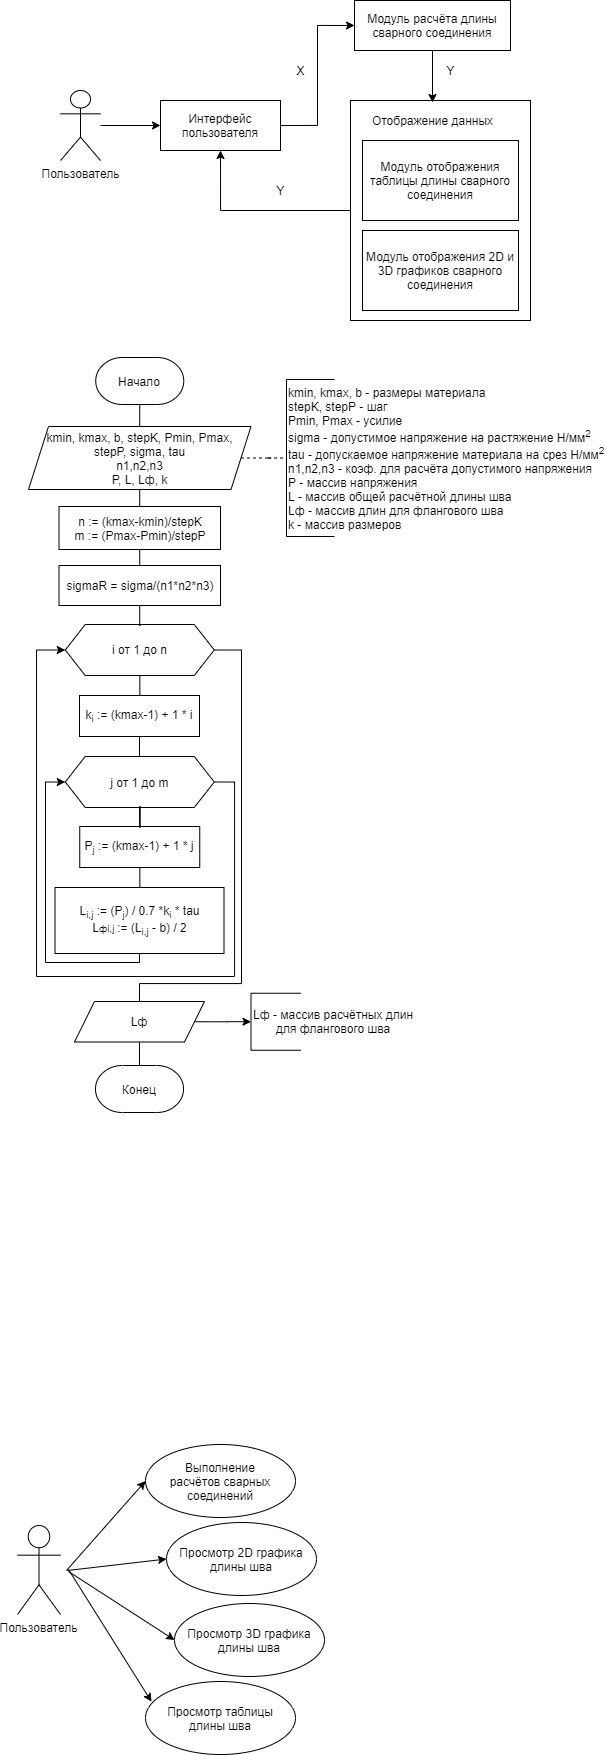 Модуль расчёта длины
сварного соединения
X
Y
Интерфейс
пользователя
Пользователь
Отображение данных
Модуль отображения
таблицы длины сварного
соединения
Y
Модуль отображения 2D и
3D графиков сварного
соединения
Начало
kmin, kmax, b, stepK, Pmin, Pmax,
stepP, sigma, tau
n1,n2,n3
P, L, Lф, k
kmin, kmax, b - размеры материала
stepK, stepP - шаг
Pmin, Pmax - усилие
sigma - допустимое напряжение на растяжение Н/мм2
tau - допускаемое напряжение материала на срез Н/мм2
n1,n2,n3 - коэф. для расчёта допустимого напряжения
P - массив напряжения
L - массив общей расчётной длины шва
Lф - массив длин для флангового шва
k - массив размеров
n := (kmax-kmin)/stepK
m := (Pmax-Pmin)/stepP
sigmaR = sigma/(n1*n2*n3)
i от 1 до n
ki := (kmax-1) + 1 * i
j от 1 до m
Pj := (kmax-1) + 1 * j
Li,j := (Pj) / 0.7 *ki * tau
Lфi,j := (Li,j - b) / 2
Lф
Lф - массив расчётных длин
для флангового шва
Конец
Выполнение
расчётов сварных
соединений
Просмотр 2D графика
длины шва
Пользователь
Просмотр 3D графика
длины шва
Просмотр таблицы
длины шва